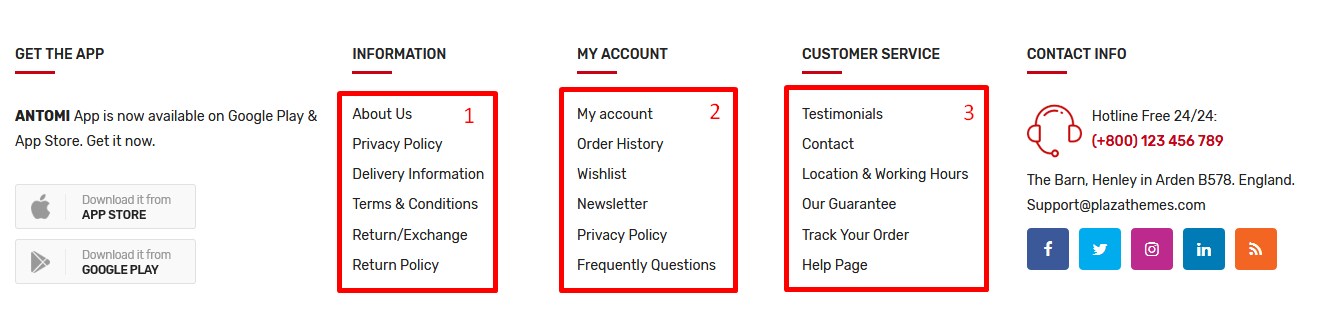 GET THE APP
ANTOMI App is now available on Google Play &
App Store. Get it now.
Download it from
APP STORE
Download it from
GOOGLE PLAY
INFORMATION
1
About Us
Privacy Policy
Delivery Information
Terms & Conditions
Return/Exchange
Return Policy
MY ACCOUNT
2
My account
Order History
Wishlist
Newsletter
Privacy Policy
Frequently Questions
CUSTOMER SERVICE
3
Testimonials
Contact
Location & Working Hours
Our Guarantee
Track Your Order
Help Page
CONTACT INFO
Hotline Free 24/24:
(+800) 123 456 789
The Barn, Henley in Arden B578. England.
Support@plazathemes.com